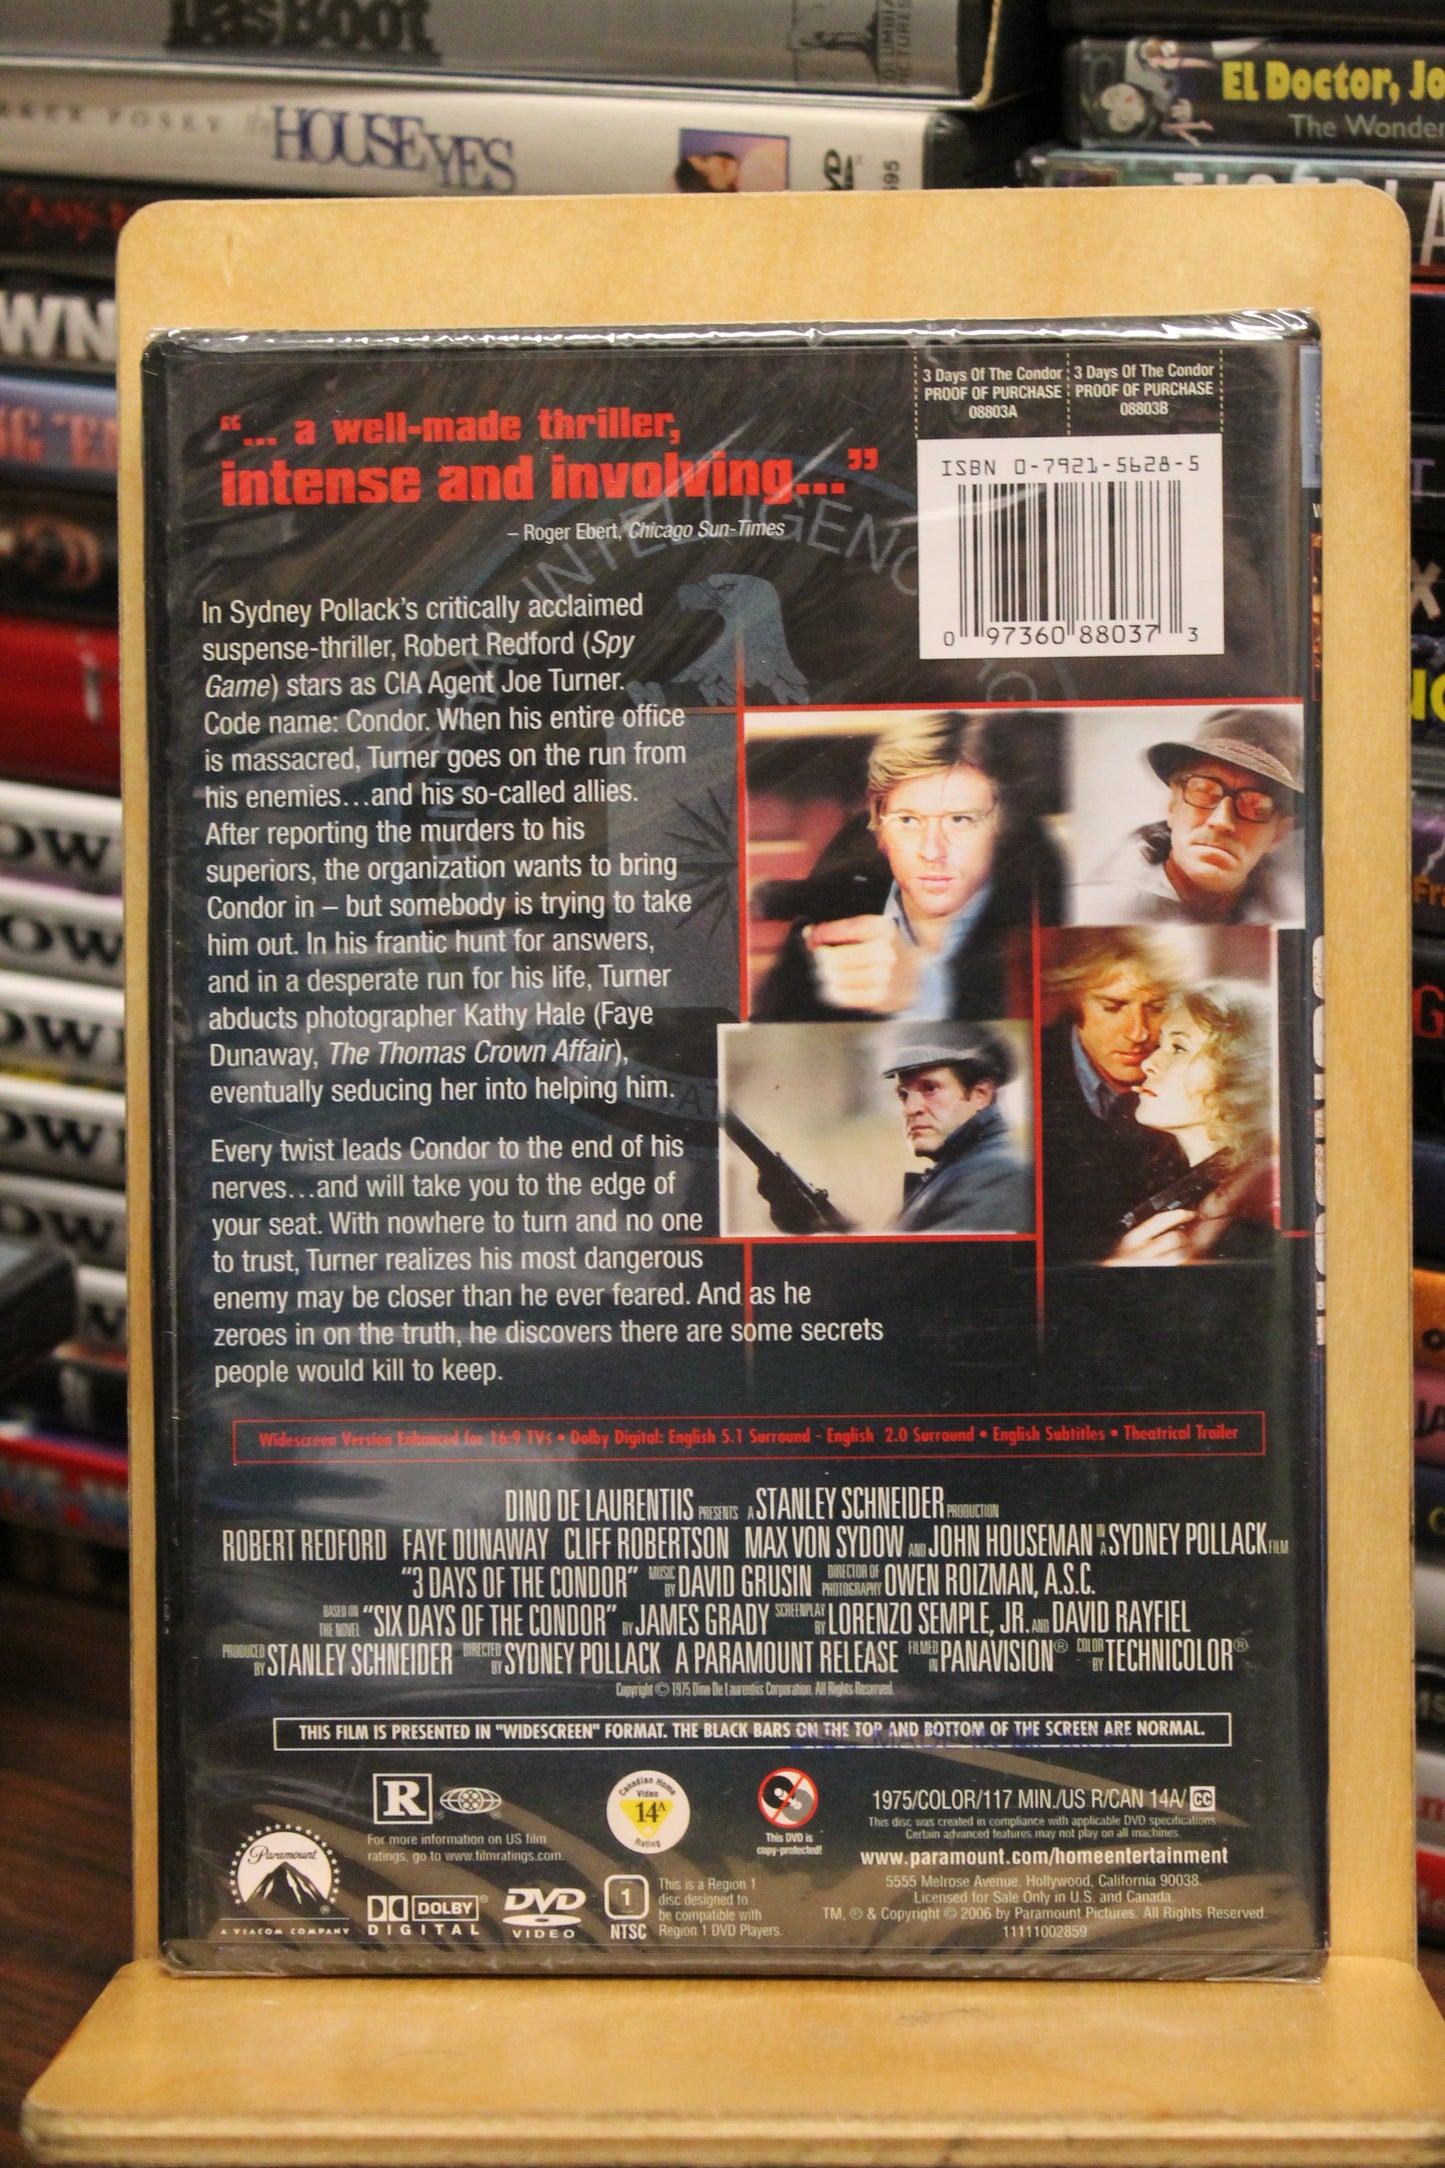 Das Boot
COLUMBIA
PICTURES
PARKER POSEY the HOUSE of YES
DVD
EL Doctor, Jo
The Wonder
3 Days Of The Condor
PROOF OF PURCHASE
08803A
3 Days Of The Condor
PROOF OF PURCHASE
08803B
"... a well-made thriller,
intense and involving..."
– Roger Ebert, Chicago Sun-Times
ISBN 0-7921-5628-5
0 97360 88037 3
In Sydney Pollack's critically acclaimed
suspense-thriller, Robert Redford (Spy
Game) stars as CIA Agent Joe Turner.
Code name: Condor. When his entire office
is massacred, Turner goes on the run from
his enemies...and his so-called allies.
After reporting the murders to his
superiors, the organization wants to bring
Condor in – but somebody is trying to take
him out. In his frantic hunt for answers,
and in a desperate run for his life, Turner
abducts photographer Kathy Hale (Faye
Dunaway, The Thomas Crown Affair),
eventually seducing her into helping him.
Every twist leads Condor to the end of his
nerves...and will take you to the edge of
your seat. With nowhere to turn and no one
to trust, Turner realizes his most dangerous
enemy may be closer than he ever feared. And as he
zeroes in on the truth, he discovers there are some secrets
people would kill to keep.
Widescreen Version Enhanced for 16:9 TVs • Dolby Digital: English 5.1 Surround - English 2.0 Surround • English Subtitles • Theatrical Trailer
DINO DE LAURENTIIS PRESENTS A STANLEY SCHNEIDER PRODUCTION
ROBERT REDFORD FAYE DUNAWAY CLIFF ROBERTSON MAX VON SYDOW AND JOHN HOUSEMAN IN A SYDNEY POLLACK FILM
"3 DAYS OF THE CONDOR" MUSIC BY DAVID GRUSIN DIRECTOR OF PHOTOGRAPHY OWEN ROIZMAN, A.S.C.
BASED ON THE NOVEL "SIX DAYS OF THE CONDOR" BY JAMES GRADY SCREENPLAY BY LORENZO SEMPLE, JR. AND DAVID RAYFIEL
PRODUCED BY STANLEY SCHNEIDER DIRECTED BY SYDNEY POLLACK A PARAMOUNT RELEASE FILMED IN PANAVISION® COLOR BY TECHNICOLOR®
Copyright © 1975 Dino De Laurentiis Corporation. All Rights Reserved.
THIS FILM IS PRESENTED IN "WIDESCREEN" FORMAT. THE BLACK BARS ON THE TOP AND BOTTOM OF THE SCREEN ARE NORMAL.
R
For more information on US film
ratings, go to www.filmratings.com.
Canadian Home
Video
14A
Rating
This DVD is
copy-protected!
1975/COLOR/117 MIN./US R/CAN 14A/ CC
This disc was created in compliance with applicable DVD specifications
Certain advanced features may not play on all machines.
www.paramount.com/homeentertainment
5555 Melrose Avenue, Hollywood, California 90038.
Licensed for Sale Only in U.S. and Canada.
TM, ® & Copyright © 2006 by Paramount Pictures. All Rights Reserved.
11111002859
Paramount
A VIACOM COMPANY
DOLBY
DIGITAL
DVD
VIDEO
1
NTSC
This is a Region 1
disc designed to
be compatible with
Region 1 DVD Players.